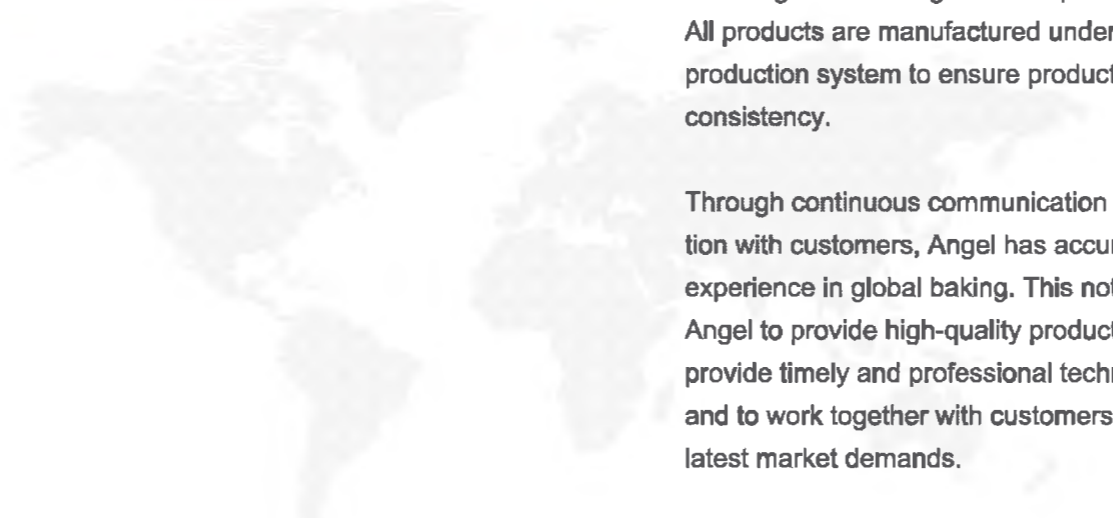 All products are manufactured under
production system to ensure product
consistency.
Through continuous communication
tion with customers, Angel has accu
experience in global baking. This not
Angel to provide high-quality product
provide timely and professional tech
and to work together with customers
latest market demands.